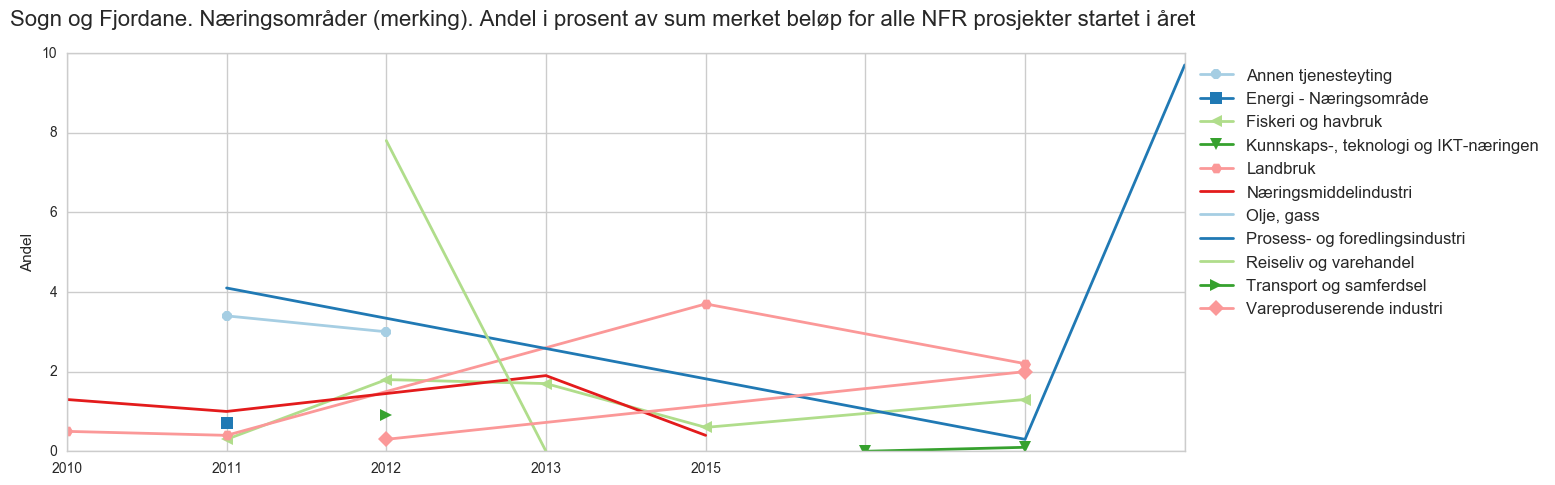 Sogn og Fjordane. Næringsområder (merking). Andel i prosent av sum merket beløp for alle NFR prosjekter startet i året
10
8
6
4
2
0
Andel
2010 2011 2012 2013 2015
Annen tjenesteyting
Energi - Næringsområde
Fiskeri og havbruk
Kunnskaps-, teknologi og IKT-næringen
Landbruk
Næringsmiddelindustri
Olje, gass
Prosess- og foredlingsindustri
Reiseliv og varehandel
Transport og samferdsel
Vareproduserende industri